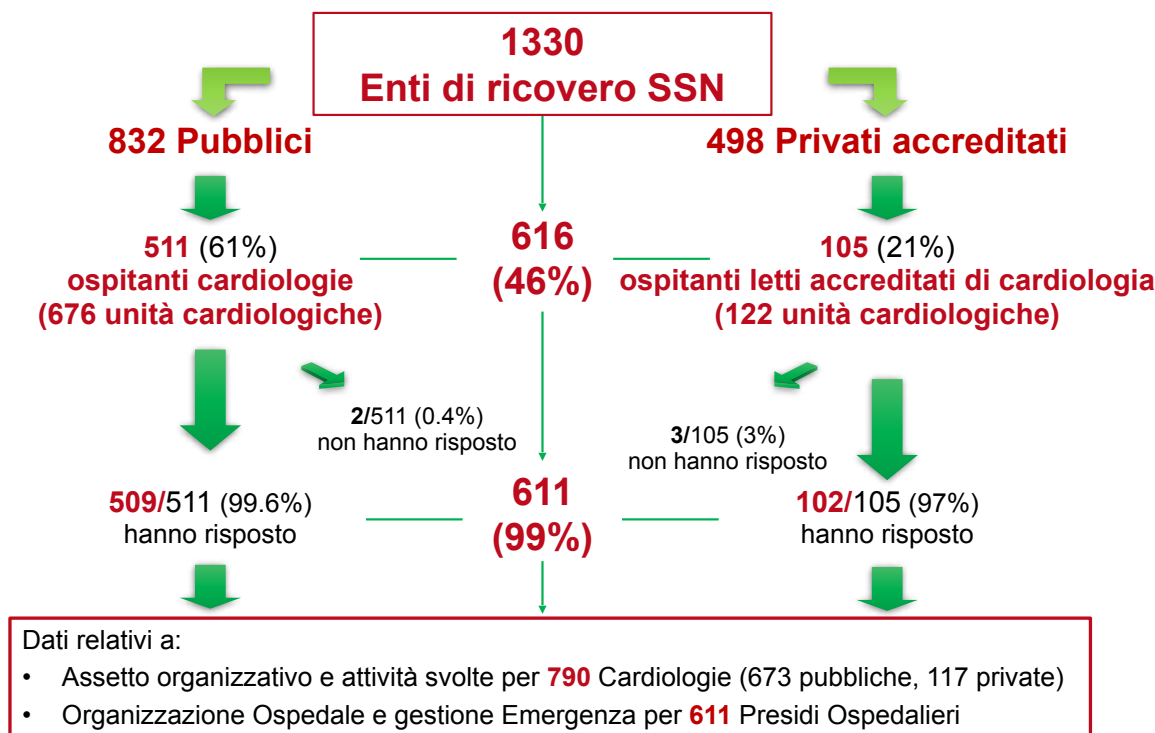 1330
Enti di ricovero SSN
832 Pubblici
498 Privati accreditati
511 (61%)
ospitanti cardiologie
(676 unità cardiologiche)
616
(46%)
105 (21%)
ospitanti letti accreditati di cardiologia
(122 unità cardiologiche)
2/511 (0.4%)
non hanno risposto
3/105 (3%)
non hanno risposto
509/511 (99.6%)
hanno risposto
611
(99%)
102/105 (97%)
hanno risposto
Dati relativi a:
• Assetto organizzativo e attività svolte per 790 Cardiologie (673 pubbliche, 117 private)
• Organizzazione Ospedale e gestione Emergenza per 611 Presidi Ospedalieri